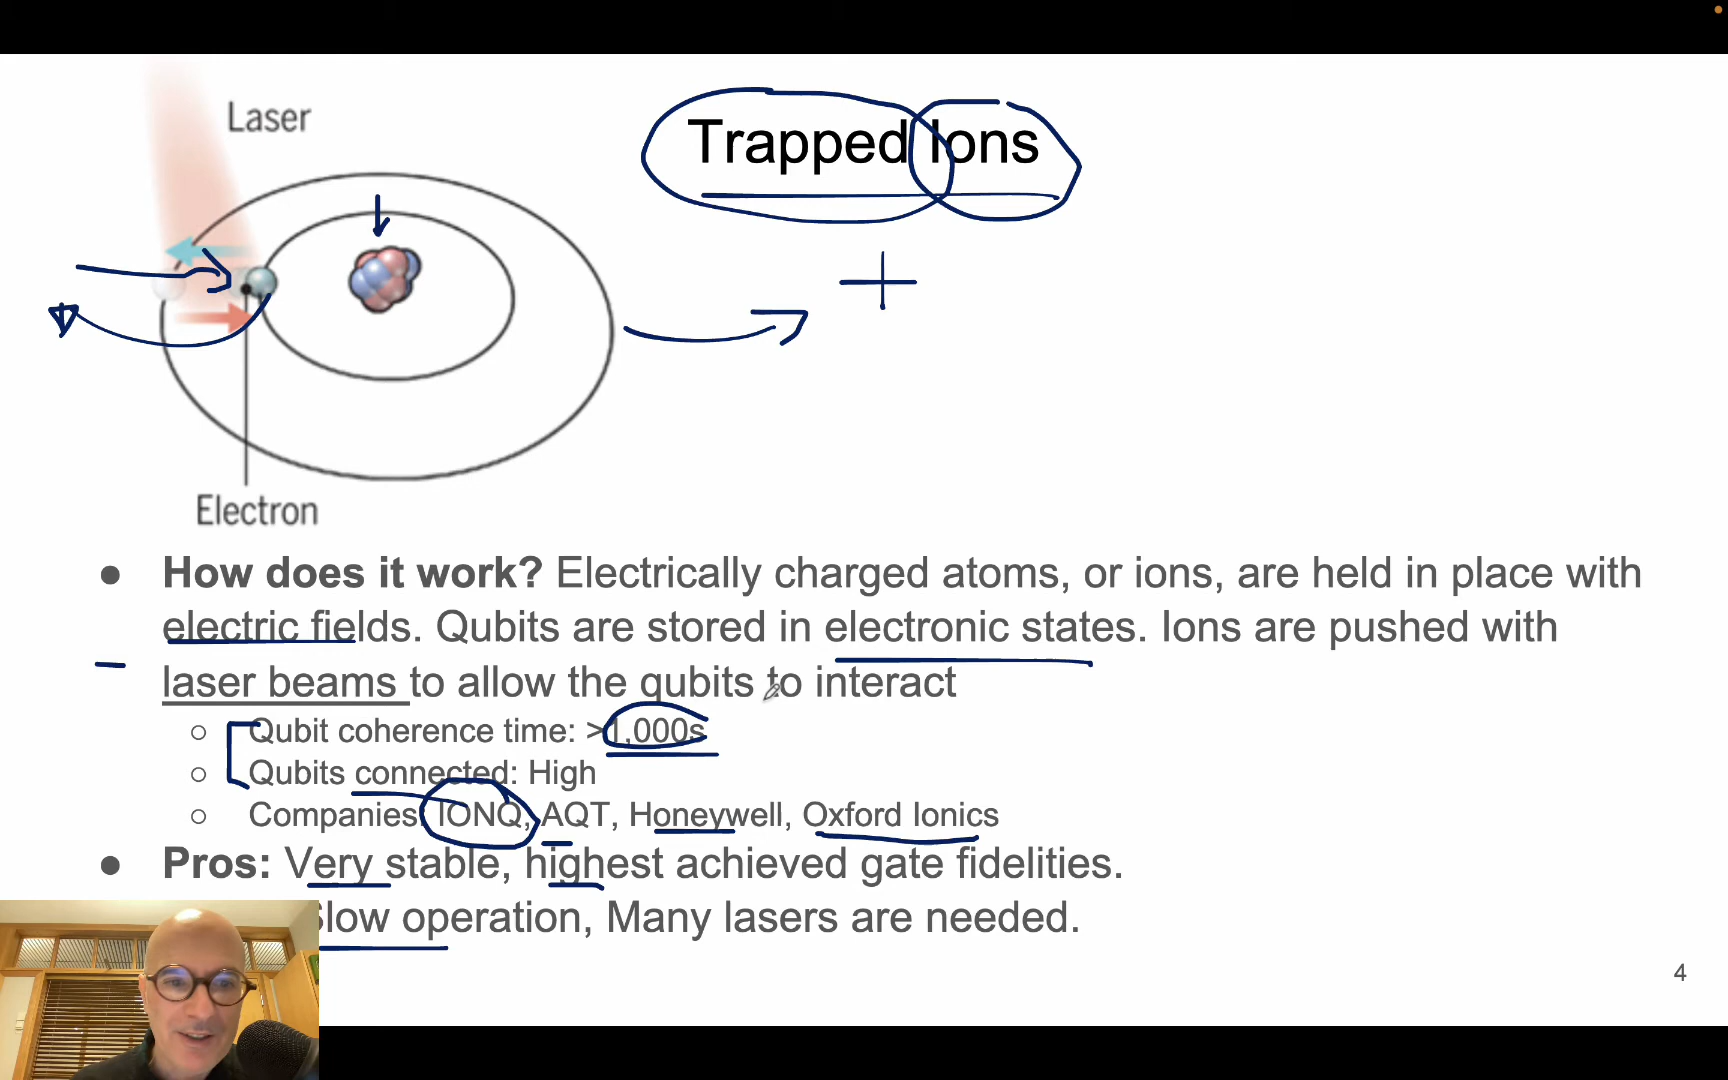 Laser
Trapped Ions
+
Electron
● How does it work? Electrically charged atoms, or ions, are held in place with
electric fields. Qubits are stored in electronic states. Ions are pushed with
laser beams to allow the qubits to interact
○ Qubit coherence time: >1,000s
○ Qubits connected: High
○ Companies: IONQ, AQT, Honeywell, Oxford Ionics
● Pros: Very stable, highest achieved gate fidelities.
Slow operation, Many lasers are needed.
4